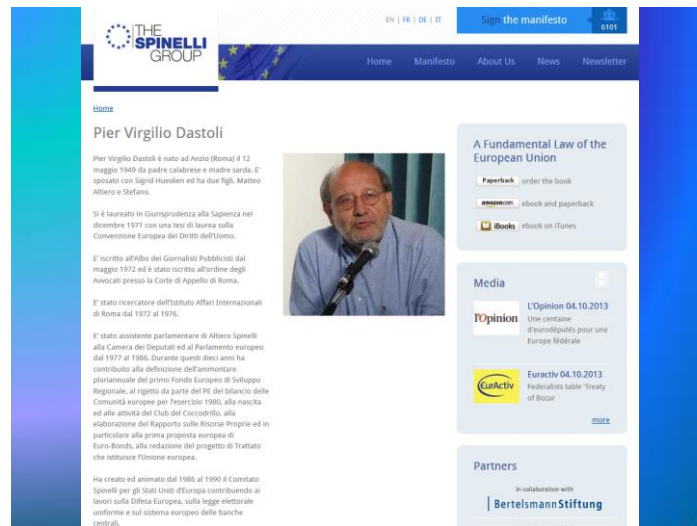 THE
SPINELLI
GROUP
EN | FR | DE | IT
Sign the manifesto
6101
Home Manifesto About Us News Newsletter
Home
Pier Virgilio Dastoli
Pier Virgilio Dastoli è nato ad Anzio (Roma) il 12
maggio 1949 da padre calabrese e madre sarda. E'
sposato con Sigrid Huesken ed ha due figli, Matteo
Altiero e Stefano.
Si è laureato in Giurisprudenza alla Sapienza nel
dicembre 1971 con una tesi di laurea sulla
Convenzione Europea dei Diritti dell'Uomo.
E' iscritto all'Albo dei Giornalisti Pubblicisti dal
maggio 1972 ed è stato iscritto all'ordine degli
Avvocati presso la Corte di Appello di Roma.
E' stato ricercatore dell'Istituto Affari Internazionali
di Roma dal 1972 al 1976.
E' stato assistente parlamentare di Altiero Spinelli
alla Camera dei Deputati ed al Parlamento europeo
dal 1977 al 1986. Durante questi dieci anni ha
contribuito alla definizione dell'ammontare
pluriannuale del primo Fondo Europeo di Sviluppo
Regionale, al rigetto da parte del PE del bilancio delle
Comunità europee per l'esercizio 1980, alla nascita
ed alle attività del Club del Coccodrillo, alla
elaborazione del Rapporto sulle Risorse Proprie ed in
particolare alla prima proposta europea di
Euro-Bonds, alla redazione del progetto di Trattato
che istituisce l'Unione europea.
Ha creato ed animato dal 1986 al 1990 il Comitato
Spinelli per gli Stati Uniti d'Europa contribuendo ai
lavori sulla Difesa Europea, sulla legge elettorale
uniforme e sul sistema europeo delle banche
centrali.
A Fundamental Law of the
European Union
Paperback order the book
amazon.com ebook and paperback
iBooks ebook on iTunes
Media
l'Opinion
L'Opinion 04.10.2013
Une centaine
d'eurodéputés pour une
Europe fédérale
EurActiv
Euractiv 04.10.2013
Federalists table 'Treaty
of Bozar
more
Partners
in collaboration with
BertelsmannStiftung